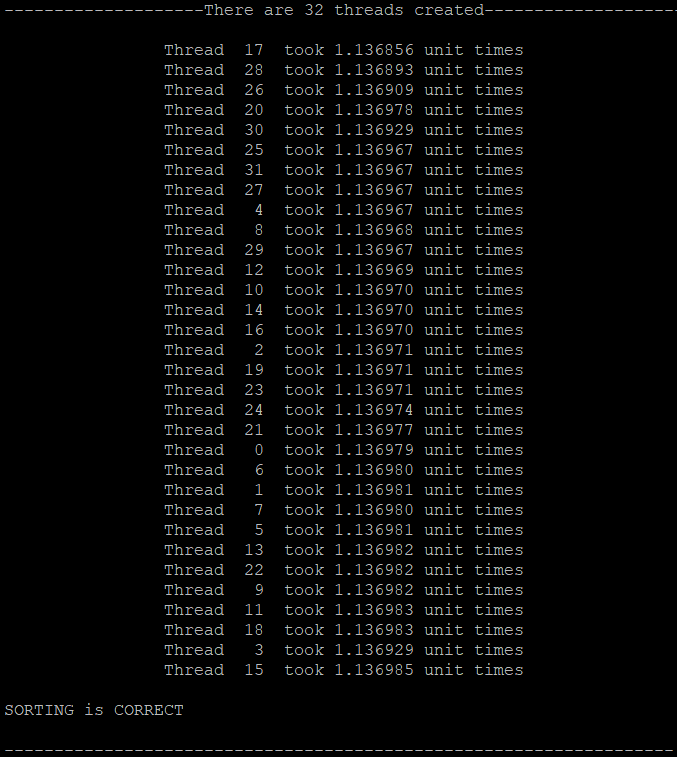 --------------------There are 32 threads created--------------------
Thread  17  took 1.136856 unit times
Thread  28  took 1.136893 unit times
Thread  26  took 1.136909 unit times
Thread  20  took 1.136978 unit times
Thread  30  took 1.136929 unit times
Thread  25  took 1.136967 unit times
Thread  31  took 1.136967 unit times
Thread  27  took 1.136967 unit times
Thread   4  took 1.136967 unit times
Thread   8  took 1.136968 unit times
Thread  29  took 1.136967 unit times
Thread  12  took 1.136969 unit times
Thread  10  took 1.136970 unit times
Thread  14  took 1.136970 unit times
Thread  16  took 1.136970 unit times
Thread   2  took 1.136971 unit times
Thread  19  took 1.136971 unit times
Thread  23  took 1.136971 unit times
Thread  24  took 1.136974 unit times
Thread  21  took 1.136977 unit times
Thread   0  took 1.136979 unit times
Thread   6  took 1.136980 unit times
Thread   1  took 1.136981 unit times
Thread   7  took 1.136980 unit times
Thread   5  took 1.136981 unit times
Thread  13  took 1.136982 unit times
Thread  22  took 1.136982 unit times
Thread   9  took 1.136982 unit times
Thread  11  took 1.136983 unit times
Thread  18  took 1.136983 unit times
Thread   3  took 1.136929 unit times
Thread  15  took 1.136985 unit times
SORTING is CORRECT
-------------------------------------------------------------------